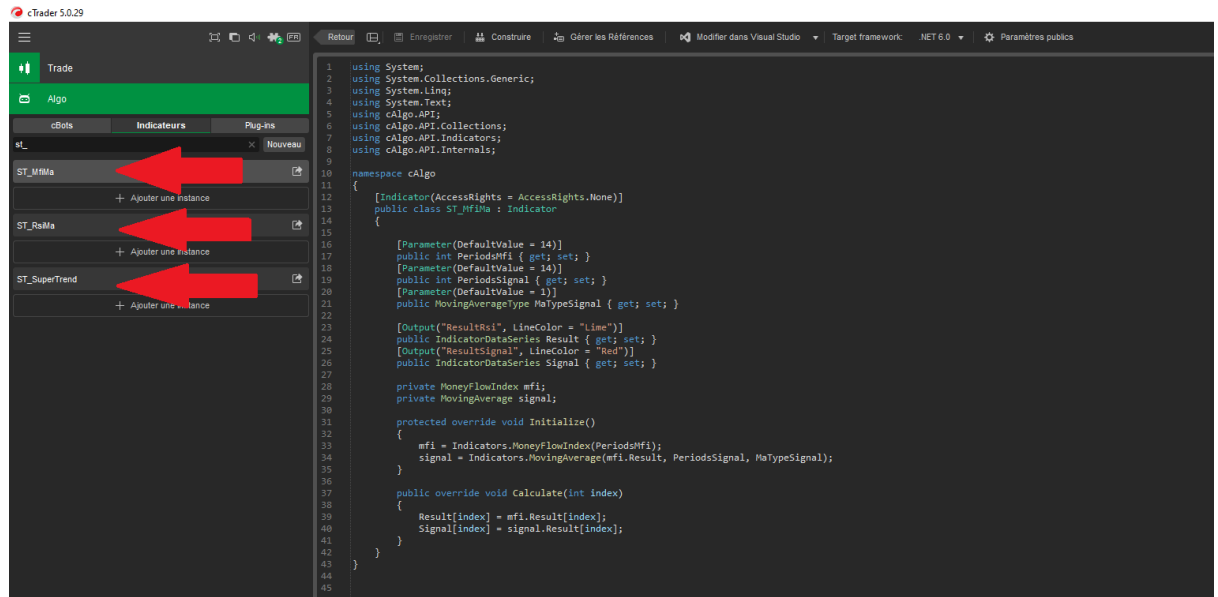 cTrader 5.0.29
FR
Retour
Enregistrer
Construire
Gérer les Références
Modifier dans Visual Studio
Target framework:
.NET 6.0
Paramètres publics
Trade
Algo
cBots
Indicateurs
Plug-ins
st_
Nouveau
ST_MfiMa
Ajouter une instance
ST_RsiMa
Ajouter une instance
ST_SuperTrend
Ajouter une
1 using System;
2 using System.Collections.Generic;
3 using System.Linq;
4 using System.Text;
5 using cAlgo.API;
6 using cAlgo.API.Collections;
7 using cAlgo.API.Indicators;
8 using cAlgo.API.Internals;
9
10 namespace cAlgo
11 {
12 [Indicator(AccessRights = AccessRights.None)]
13 public class ST_MfiMa : Indicator
14 {
15
16 [Parameter(DefaultValue = 14)]
17 public int PeriodsMfi { get; set; }
18 [Parameter(DefaultValue = 14)]
19 public int PeriodsSignal { get; set; }
20 [Parameter(DefaultValue = 1)]
21 public MovingAverageType MaTypeSignal { get; set; }
22
23 [Output("ResultRsi", LineColor = "Lime")]
24 public IndicatorDataSeries Result { get; set; }
25 [Output("ResultSignal", LineColor = "Red")]
26 public IndicatorDataSeries Signal { get; set; }
27
28 private MoneyFlowIndex mfi;
29 private MovingAverage signal;
30
31 protected override void Initialize()
32 {
33 mfi = Indicators.MoneyFlowIndex(PeriodsMfi);
34 signal = Indicators.MovingAverage(mfi.Result, PeriodsSignal, MaTypeSignal);
35 }
36
37 public override void Calculate(int index)
38 {
39 Result[index] = mfi.Result[index];
40 Signal[index] = signal.Result[index];
41 }
42 }
43 }
44
45